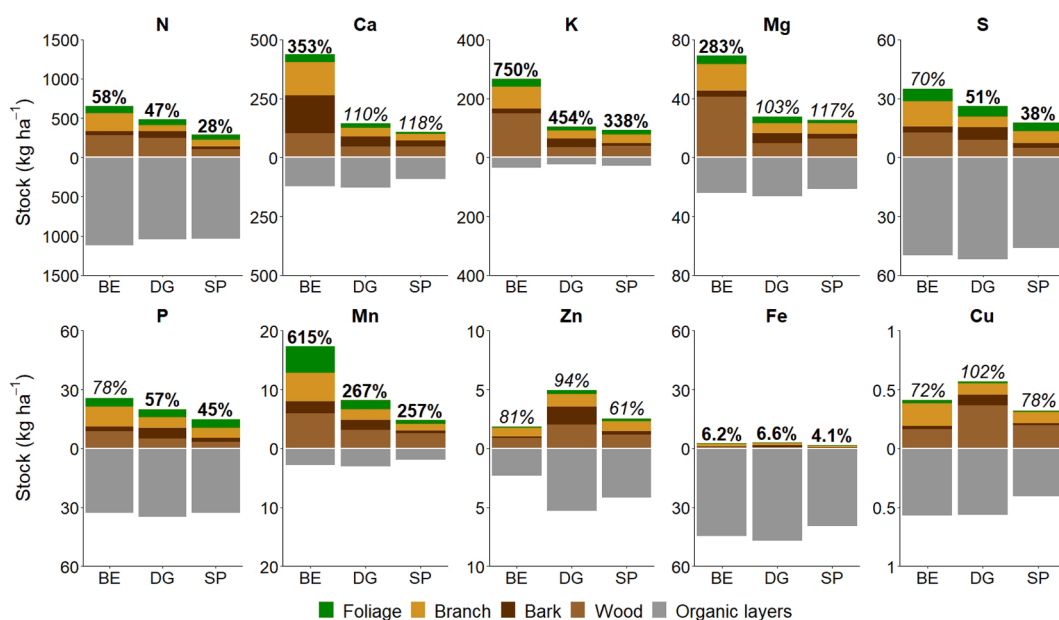 N Ca K Mg S
Stock (kg ha⁻¹)
1500 500 400 80 60
1000
500 250 200 40 30
0 0 0 0 0
500 250 200 40 30
1000
1500 500 400 80 60
58% 47% 28%
353% 110% 118%
750% 454% 338%
283% 103% 117%
70% 51% 38%
BE DG SP BE DG SP BE DG SP BE DG SP BE DG SP
P Mn Zn Fe Cu
Stock (kg ha⁻¹)
60 20 10 60 1
30 10 5 30 0.5
0 0 0 0 0
30 10 5 30 0.5
60 20 10 60 1
78% 57% 45%
615% 267% 257%
81% 94% 61%
6.2% 6.6% 4.1%
72% 102% 78%
BE DG SP BE DG SP BE DG SP BE DG SP BE DG SP
Foliage Branch Bark Wood Organic layers